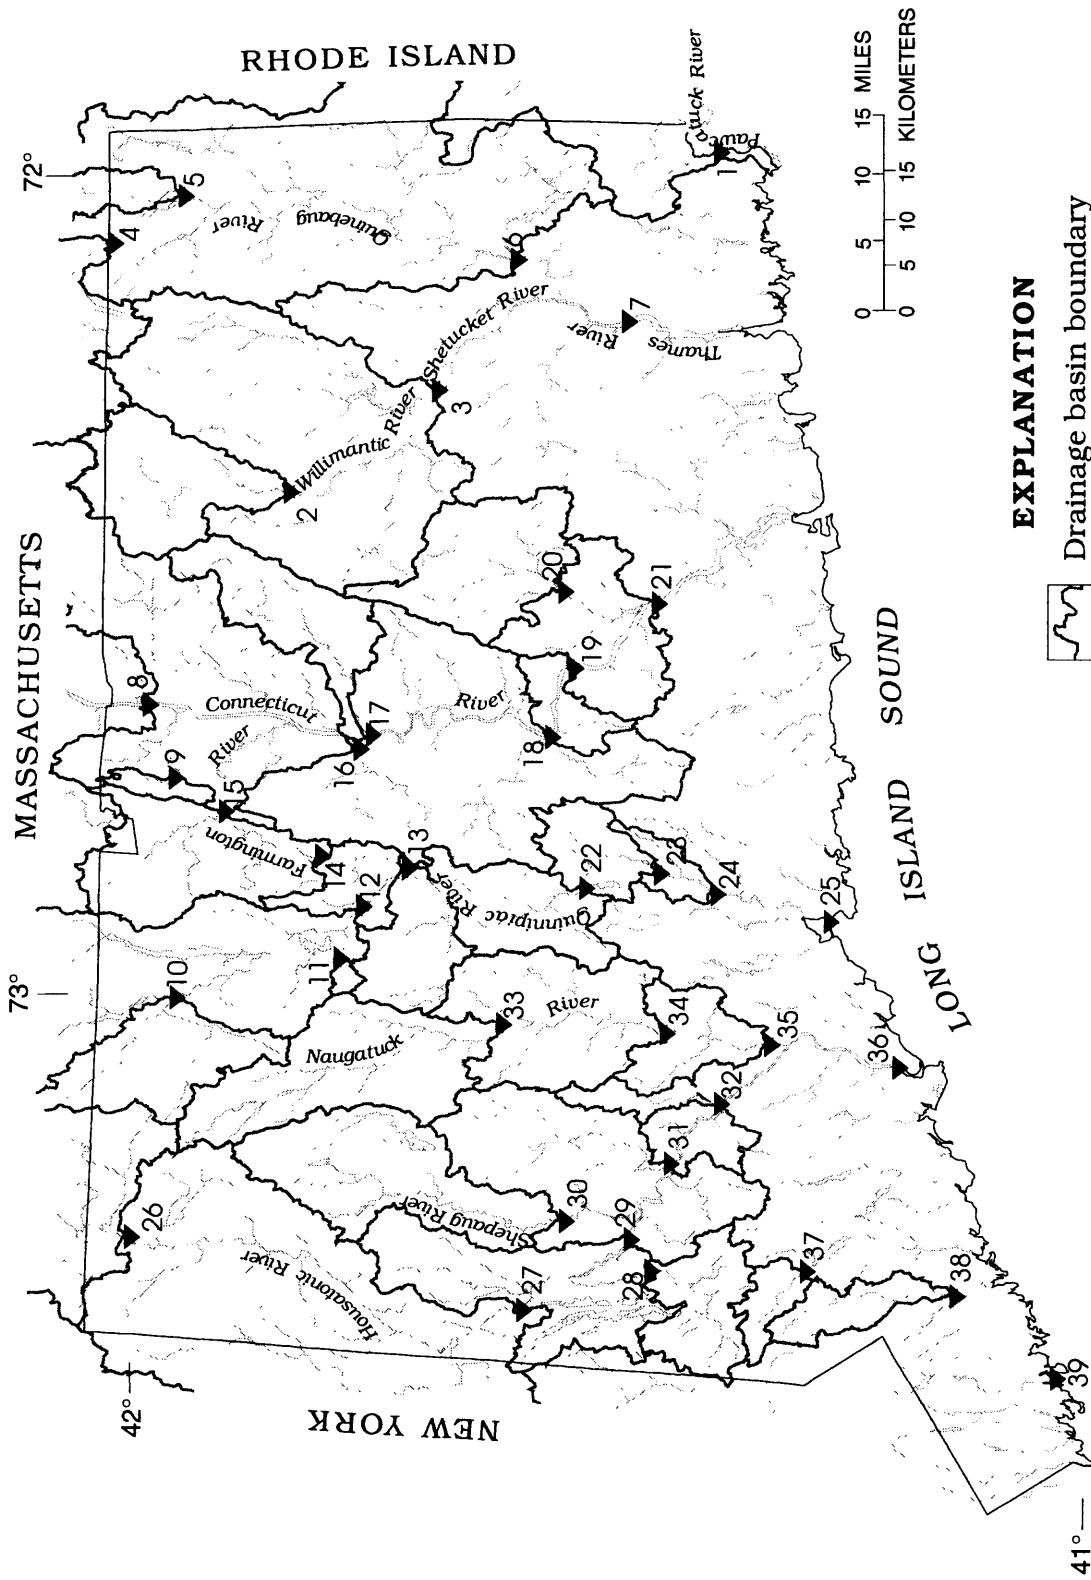 MASSACHUSETTS
RHODE ISLAND
NEW YORK
LONG
ISLAND
SOUND
72°
73°
42°
41°
Quinebaug
River
Pawcatuck River
Shetucket River
Willimantic
River
Thames
River
Connecticut
River
River
Farmington
Quinnipiac River
Naugatuck
River
Shepaug River
Housatonic River
1
2
3
4
5
6
7
8
9
10
11
12
13
14
15
16
17
18
19
20
21
22
23
24
25
26
27
28
29
30
31
32
33
34
35
36
37
38
39
0 5 10 15 MILES
0 5 10 15 KILOMETERS
EXPLANATION
Drainage basin boundary